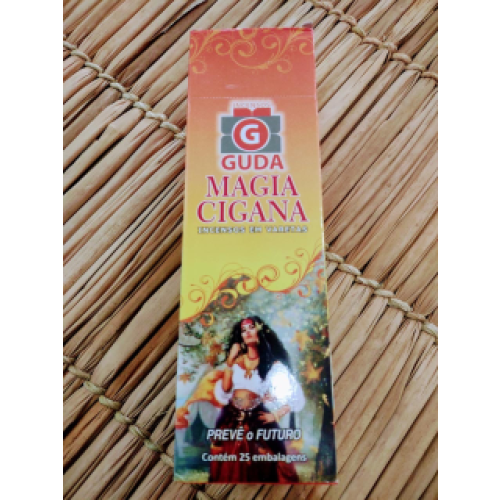 G
GUDA
MAGIA
CIGANA
INCENSOS EM VARETAS
PREVÊ o FUTURO
Contém 25 embalagens